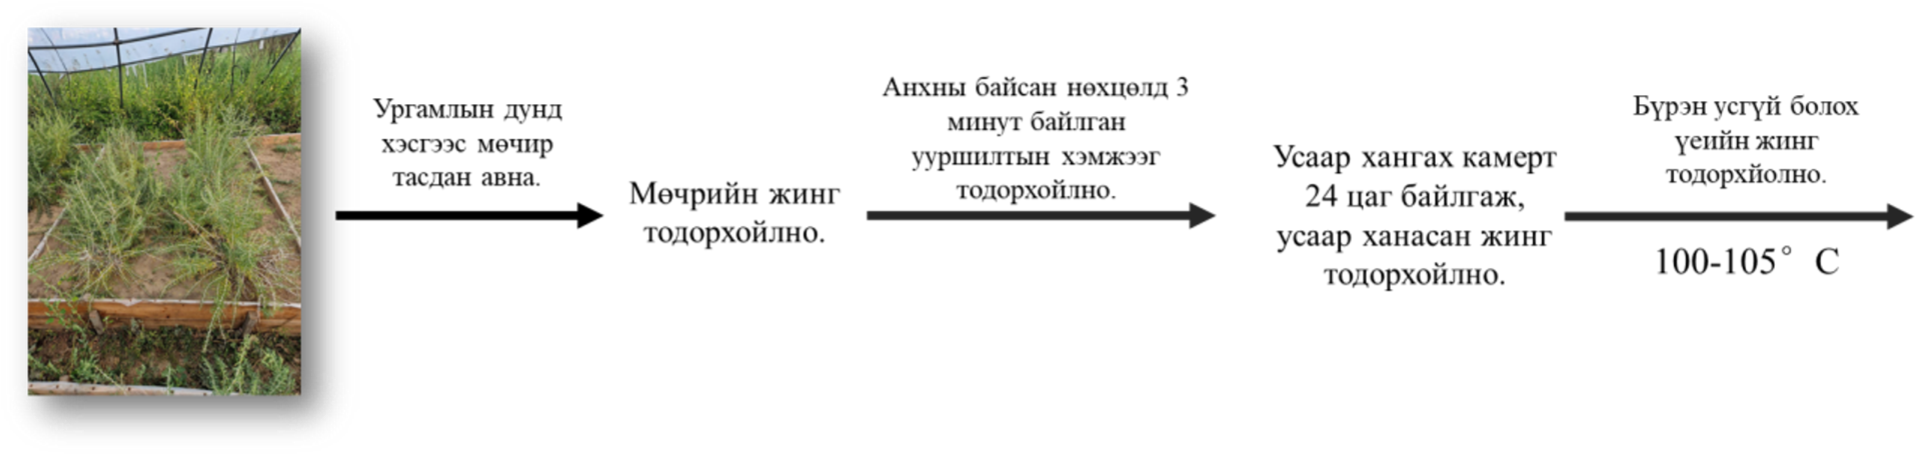 Ургамлын дунд
хэсгээс мөчир
тасдан авна.
Мөчрийн жинг
тодорхойлно.
Анхны байсан нөхцөлд 3
минут байлган
ууршилтын хэмжээг
тодорхойлно.
Усаар хангах камерт
24 цаг байлгаж,
усаар ханасан жинг
тодорхойлно.
Бүрэн усгүй болох
үеийн жинг
тодорхйолно.
100-105° C